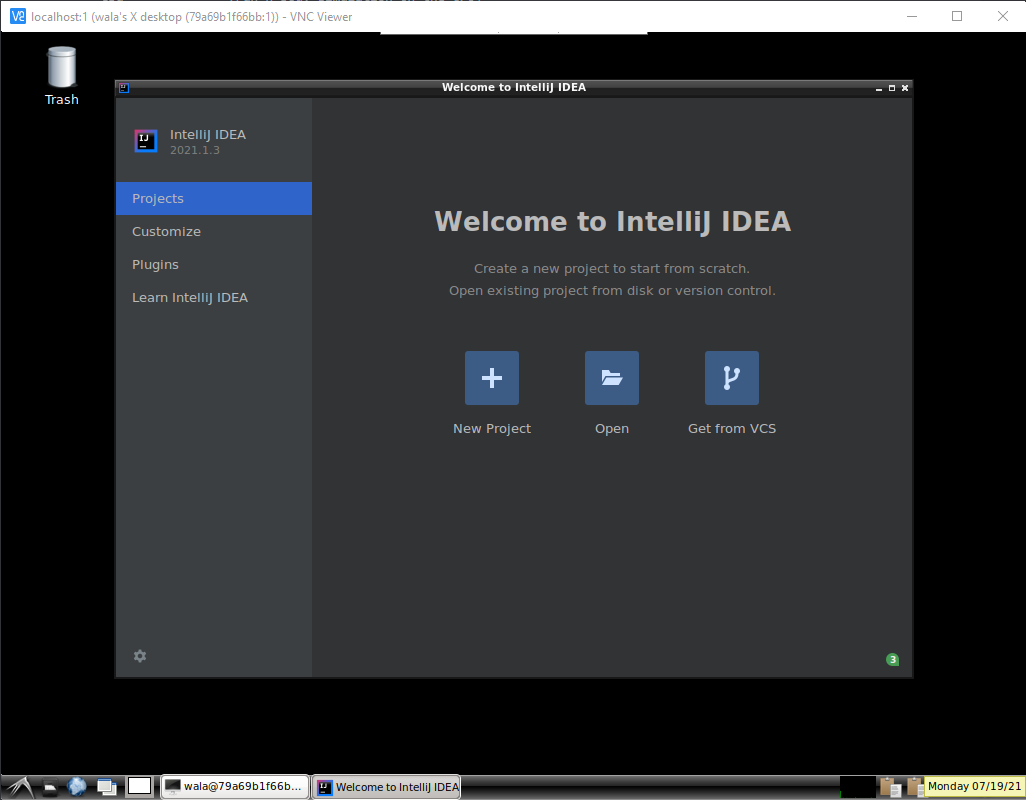 localhost:1 (wala's X desktop (79a69b1f66bb:1)) - VNC Viewer
Trash
Welcome to IntelliJ IDEA
IntelliJ IDEA
2021.1.3
Projects
Customize
Plugins
Learn IntelliJ IDEA
Welcome to IntelliJ IDEA
Create a new project to start from scratch.
Open existing project from disk or version control.
New Project
Open
Get from VCS
3
wala@79a69b1f66b...
Welcome to IntelliJ IDEA
Monday 07/19/21